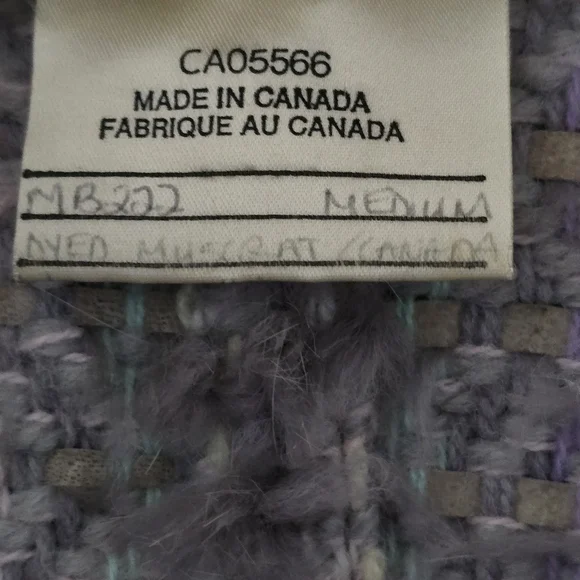 CA05566
MADE IN CANADA
FABRIQUE AU CANADA
MB222 MEDIUM
DYED MUSKRAT / CANADA